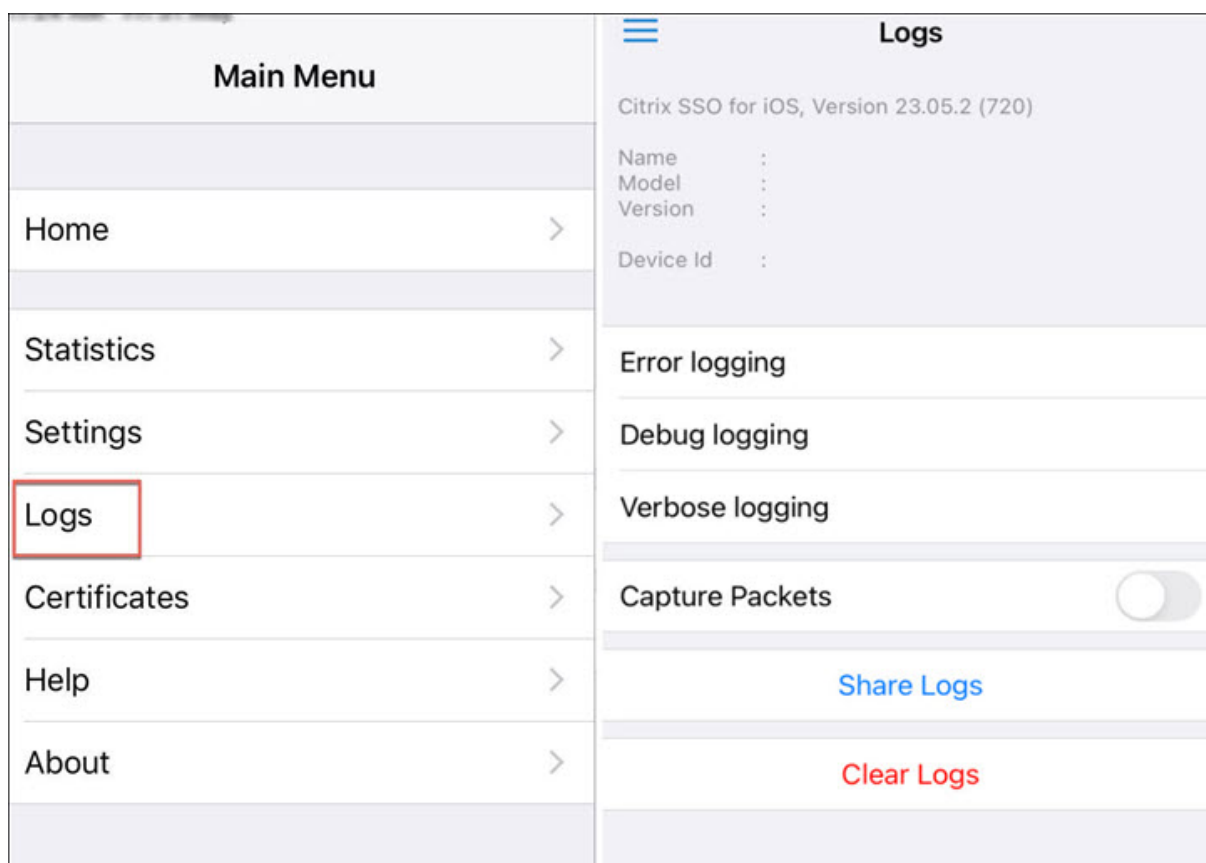 Main Menu
Home
Statistics
Settings
Logs
Certificates
Help
About
Logs
Citrix SSO for iOS, Version 23.05.2 (720)
Name :
Model :
Version :
Device Id :
Error logging
Debug logging
Verbose logging
Capture Packets
Share Logs
Clear Logs